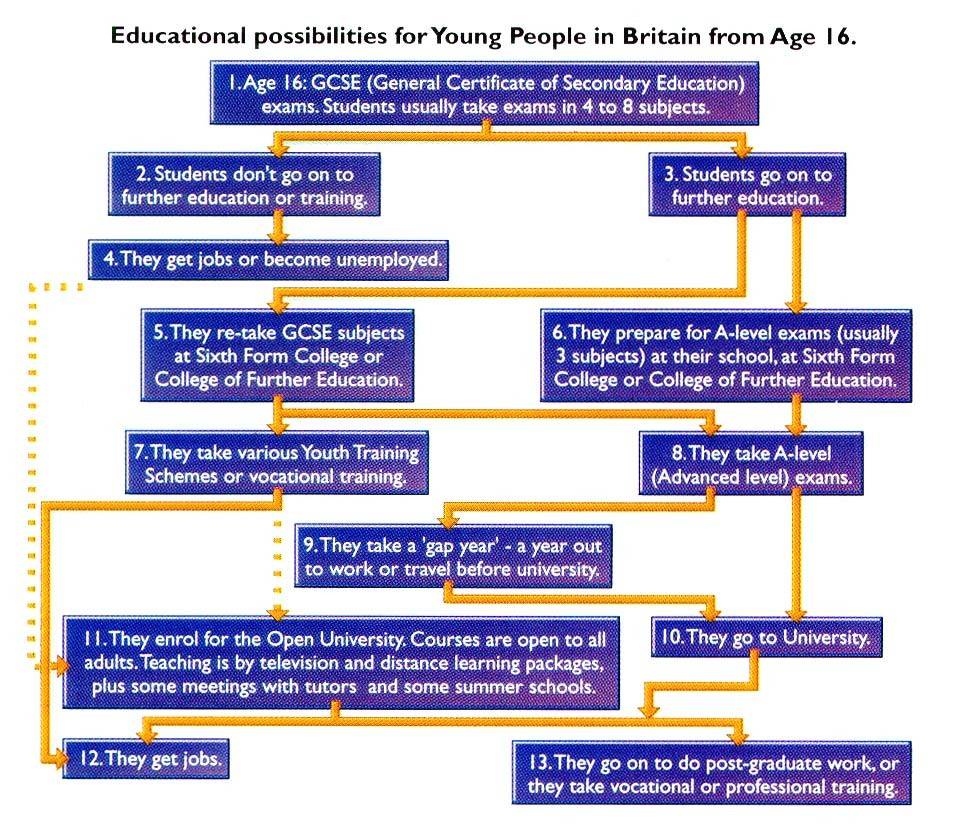 Educational possibilities for Young People in Britain from Age 16.
1. Age 16: GCSE (General Certificate of Secondary Education)
exams. Students usually take exams in 4 to 8 subjects.
2. Students don't go on to
further education or training.
3. Students go on to
further education.
4. They get jobs or become unemployed.
5. They re-take GCSE subjects
at Sixth Form College or
College of Further Education.
6. They prepare for A-level exams (usually
3 subjects) at their school, at Sixth Form
College or College of Further Education.
7. They take various Youth Training
Schemes or vocational training.
8. They take A-level
(Advanced level) exams.
9. They take a 'gap year' - a year out
to work or travel before university.
10. They go to University.
11. They enrol for the Open University. Courses are open to all
adults. Teaching is by television and distance learning packages,
plus some meetings with tutors and some summer schools.
12. They get jobs.
13. They go on to do post-graduate work, or
they take vocational or professional training.